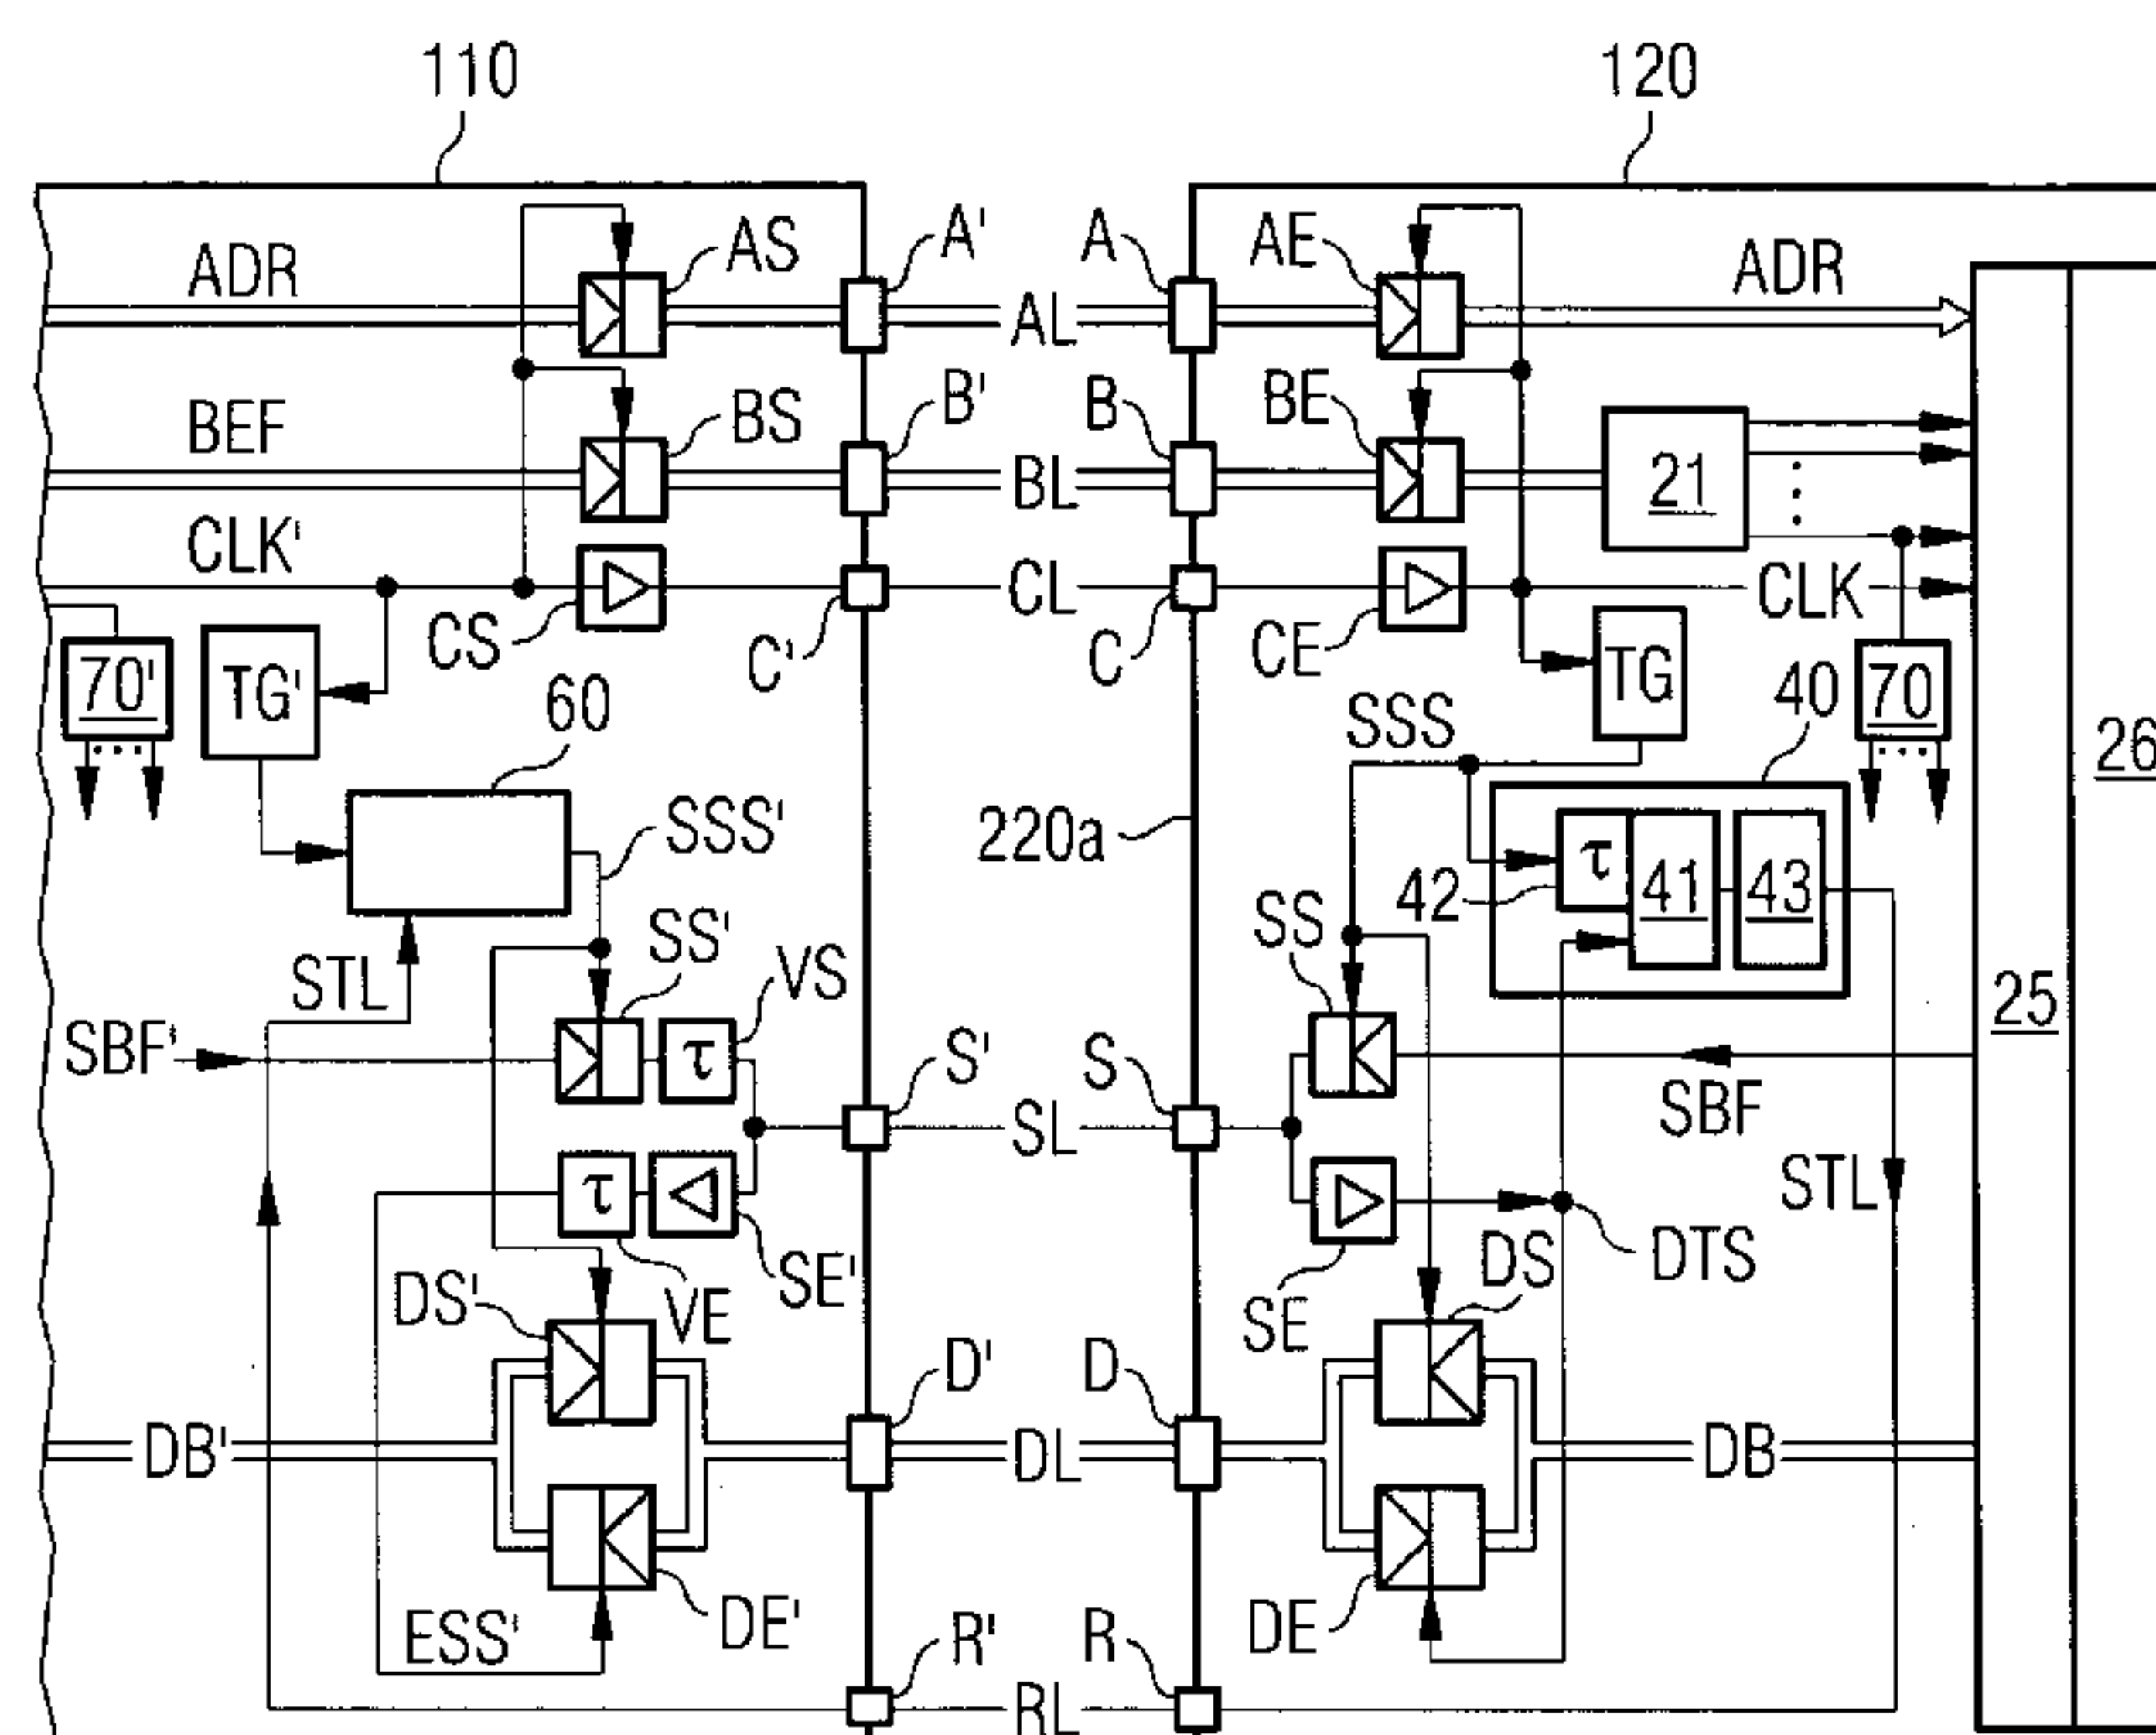 110
120
ADR
AS
A'
A
AE
ADR
AL
BEF
BS
B'
B
BE
BL
21
CLK'
CS
C'
CL
C
CE
CLK
70'
TG'
60
TG
40
70
SSS
26
SSS'
220a
τ
42
41
43
SS'
VS
SS
STL
25
SBF'
τ
S'
S
SL
SBF
τ
STL
SE'
DTS
DS'
VE
SE
DS
D'
D
DB'
DL
DB
ESS'
DE'
DE
R'
R
RL